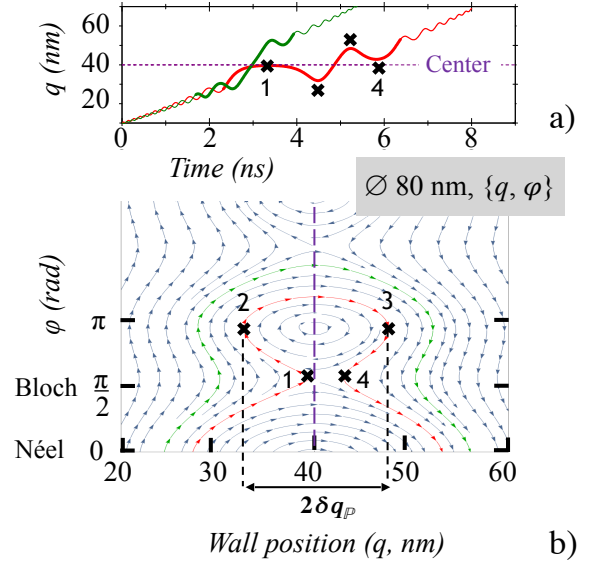 a)
q (nm)
60
40
20
Center
1
4
0
2
4
6
8
Time (ns)
∅ 80 nm, {q, φ}
φ (rad)
π
Bloch π/2
Néel 0
2
3
1
4
20
30
40
50
60
2δqℙ
Wall position (q, nm)
b)